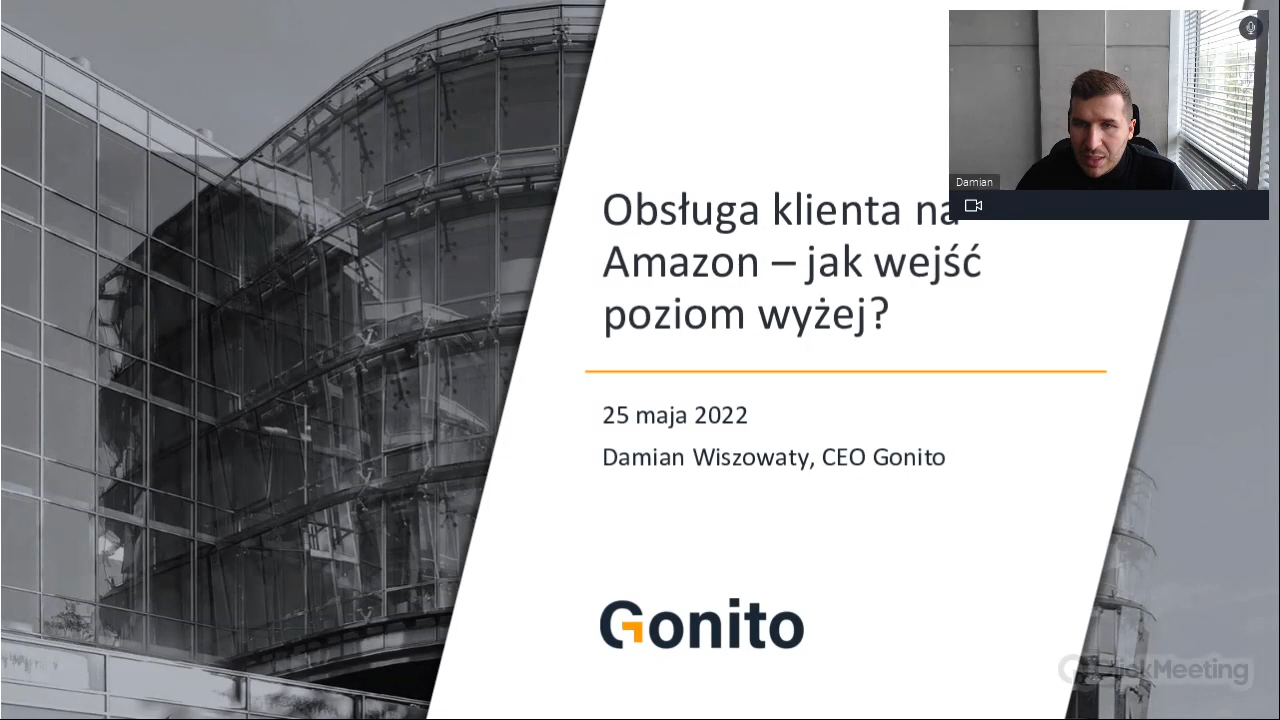 Damian
Obsługa klienta na
Amazon – jak wejść
poziom wyżej?
25 maja 2022
Damian Wiszowaty, CEO Gonito
Gonito
ClickMeeting